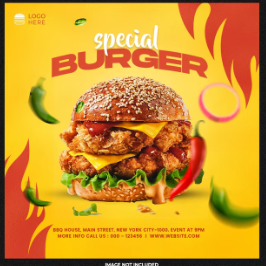 LOGO
HERE
special
BURGER
BBQ HOUSE, MAIN STREET, NEW YORK CITY-1000, EVENT AT 9PM
MORE INFO CALL US : 000 - 123456 | WWW.WEBSITE.COM
IMAGE NOT INCLUDED